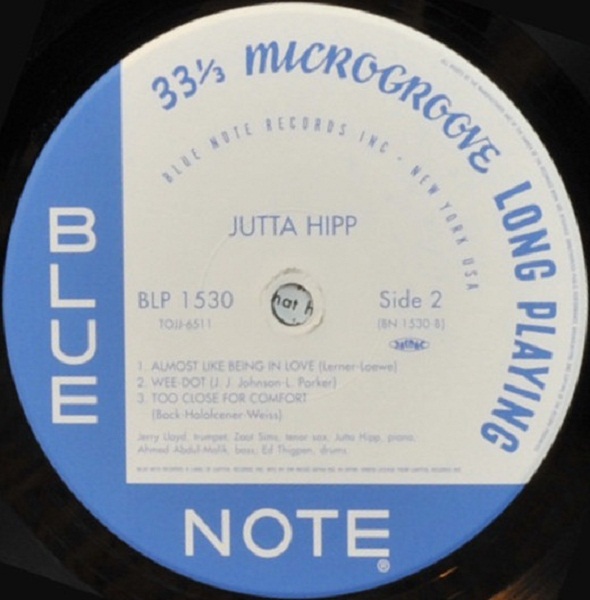 33⅓ MICROGROOVE LONG PLAYING
BLUE NOTE RECORDS INC - NEW YORK USA
JUTTA HIPP
BLP 1530
TOJJ-6511
Side 2
(BN 1530 B)
hat h
1. ALMOST LIKE BEING IN LOVE (Lerner-Loewe)
2. WEE-DOT (J. J. Johnson-L. Parker)
3. TOO CLOSE FOR COMFORT
(Bock-Holofcener-Weiss)
Jerry Lloyd, trumpet, Zoot Sims, tenor sax, Jutta Hipp, piano,
Ahmed Abdul-Malik, bass, Ed Thigpen, drums
BLUE
NOTE
®